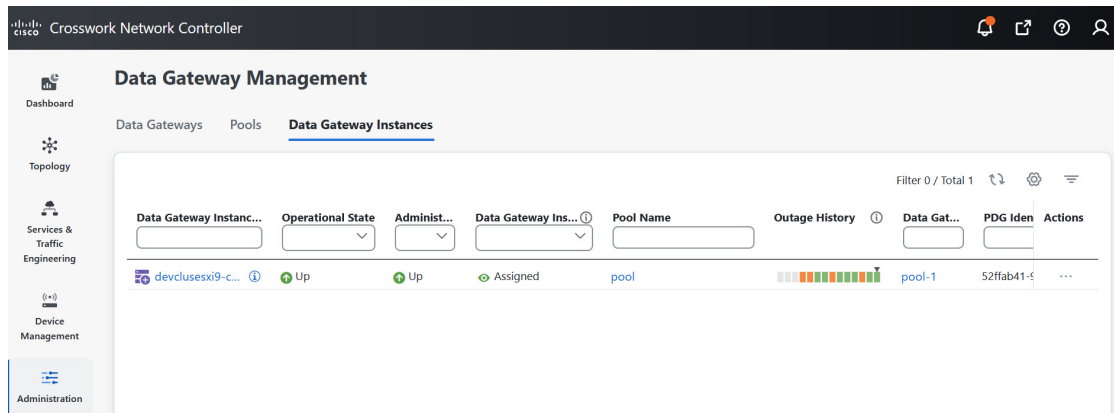 cisco Crosswork Network Controller
Dashboard
Topology
Services &
Traffic
Engineering
Device
Management
Administration
Data Gateway Management
Data Gateways Pools Data Gateway Instances
Filter 0 / Total 1
Data Gateway Instanc... Operational State Administ... Data Gateway Ins... Pool Name Outage History Data Gat... PDG Iden Actions
devclusesxi9-c... Up Up Assigned pool pool-1 52ffab41-9 ...